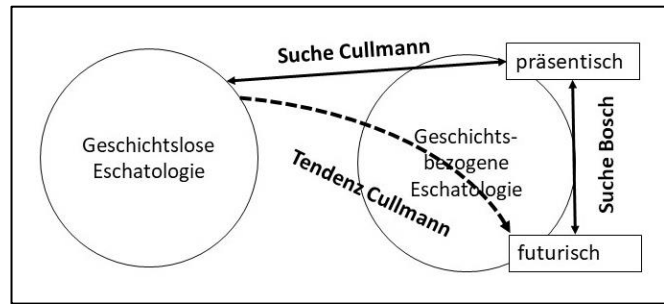 Suche Cullmann
präsentisch
Geschichtslose
Eschatologie
Geschichts-
bezogene
Eschatologie
Tendenz Cullmann
Suche Bosch
futurisch